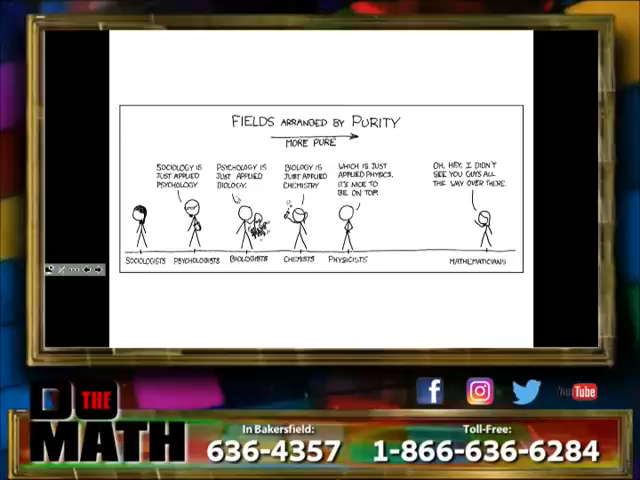 FIELDS ARRANGED BY PURITY
MORE PURE
SOCIOLOGY IS
JUST APPLIED
PSYCHOLOGY
PSYCHOLOGY IS
JUST APPLIED
BIOLOGY.
BIOLOGY IS
JUST APPLIED
CHEMISTRY
WHICH IS JUST
APPLIED PHYSICS.
IT'S NICE TO
BE ON TOP.
OH, HEY, I DIDN'T
SEE YOU GUYS ALL
THE WAY OVER THERE.
SOCIOLOGISTS
PSYCHOLOGISTS
BIOLOGISTS
CHEMISTS
PHYSICISTS
MATHEMATICIANS
DO THE
MATH
In Bakersfield:
636-4357
Toll-Free:
1-866-636-6284
YouTube